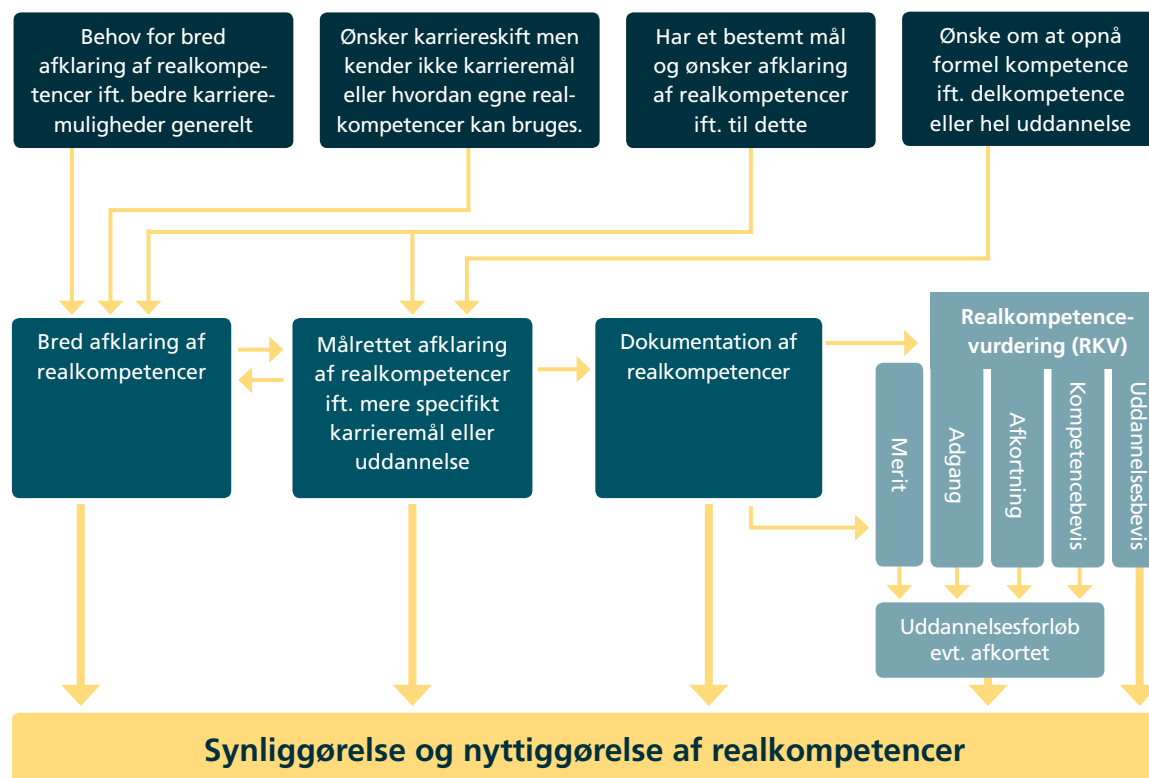 Behov for bred
afklaring af realkompe-
tencer ift. bedre karriere-
muligheder generelt
Ønsker karriereskift men
kender ikke karrieremål
eller hvordan egne real-
kompetencer kan bruges.
Har et bestemt mål
og ønsker afklaring
af realkompetencer
ift. til dette
Ønske om at opnå
formel kompetence
ift. delkompetence
eller hel uddannelse
Bred afklaring af
realkompetencer
Målrettet afklaring
af realkompetencer
ift. mere specifikt
karrieremål eller
uddannelse
Dokumentation af
realkompetencer
Realkompetence-
vurdering (RKV)
Merit
Adgang
Afkortning
Kompetencebevis
Uddannelsesbevis
Uddannelsesforløb
evt. afkortet
Synliggørelse og nyttiggørelse af realkompetencer